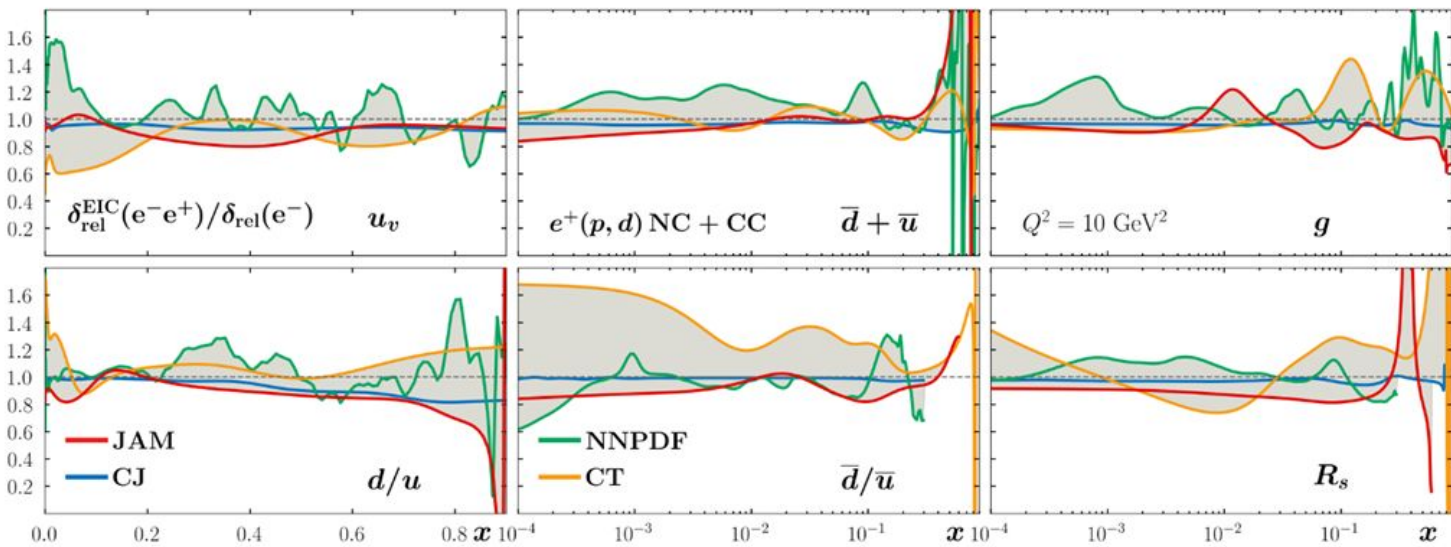 1.6
1.4
1.2
1.0
0.8
0.6
0.4
0.2
δ_rel^EIC(e⁻e⁺)/δ_rel(e⁻) u_v
e⁺(p, d) NC + CC d̅ + u̅
Q² = 10 GeV² g
1.6
1.4
1.2
1.0
0.8
0.6
0.4
0.2
JAM
CJ
d/u
NNPDF
CT
d̅/u̅
R_s
0.0 0.2 0.4 0.6 0.8 x
10⁻⁴ 10⁻³ 10⁻² 10⁻¹ x
10⁻³ 10⁻² 10⁻¹ x